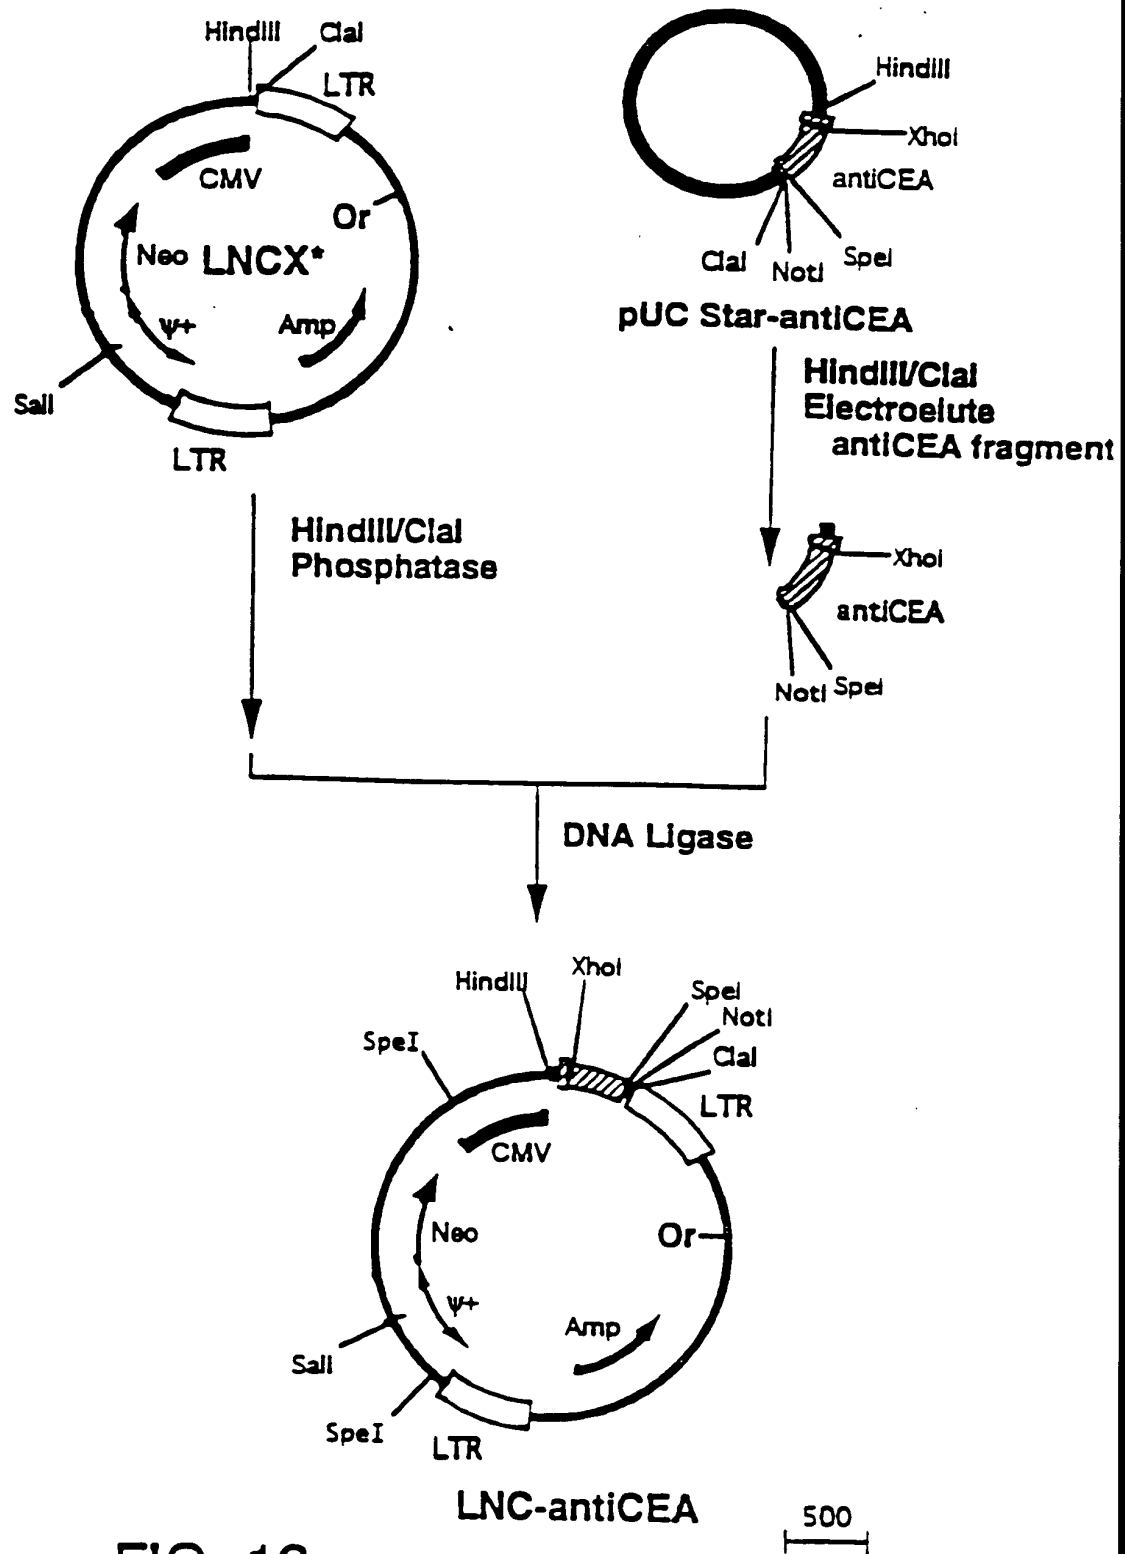 HindIII
ClaI
LTR
CMV
Or
Neo
LNCX*
ψ+
Amp
SalI
LTR
HindIII
XhoI
antiCEA
ClaI
NotI
SpeI
pUC Star-antiCEA
HindIII/ClaI
Electroelute
antiCEA fragment
HindIII/ClaI
Phosphatase
XhoI
antiCEA
NotI
SpeI
DNA Ligase
HindIII
XhoI
SpeI
NotI
ClaI
SpeI
LTR
CMV
Neo
Or
ψ+
Amp
SalI
SpeI
LTR
LNC-antiCEA
500